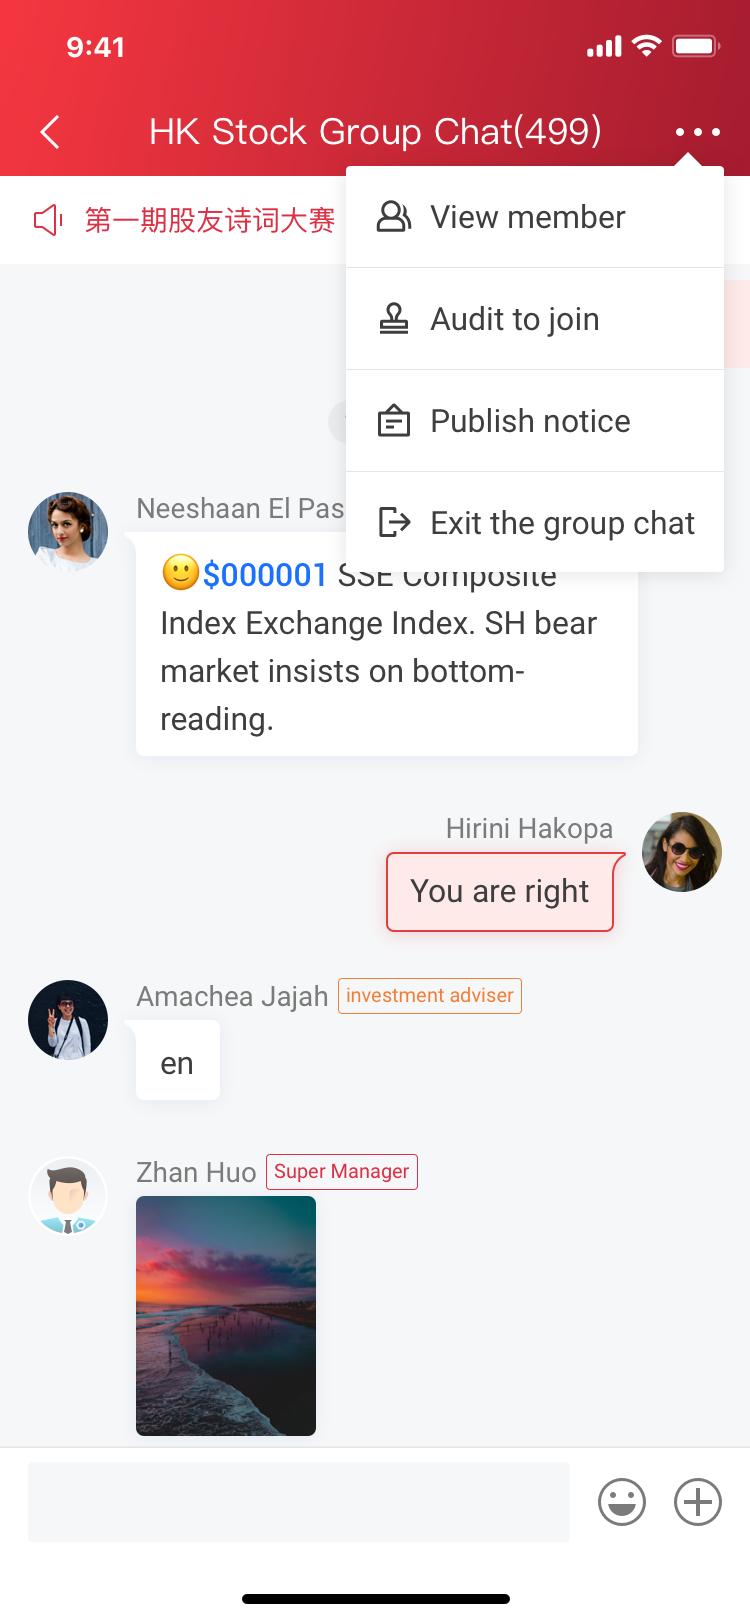 9:41
HK Stock Group Chat(499)
第一期股友诗词大赛
View member
Audit to join
Publish notice
Exit the group chat
Neeshaan El Pas
$000001 SSE Composite
Index Exchange Index. SH bear
market insists on bottom-
reading.
Hirini Hakopa
You are right
Amachea Jajah investment adviser
en
Zhan Huo Super Manager